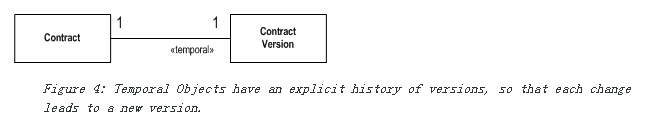 1 1
Contract
Contract
Version
«temporal»
Figure 4: Temporal Objects have an explicit history of versions, so that each change
leads to a new version.